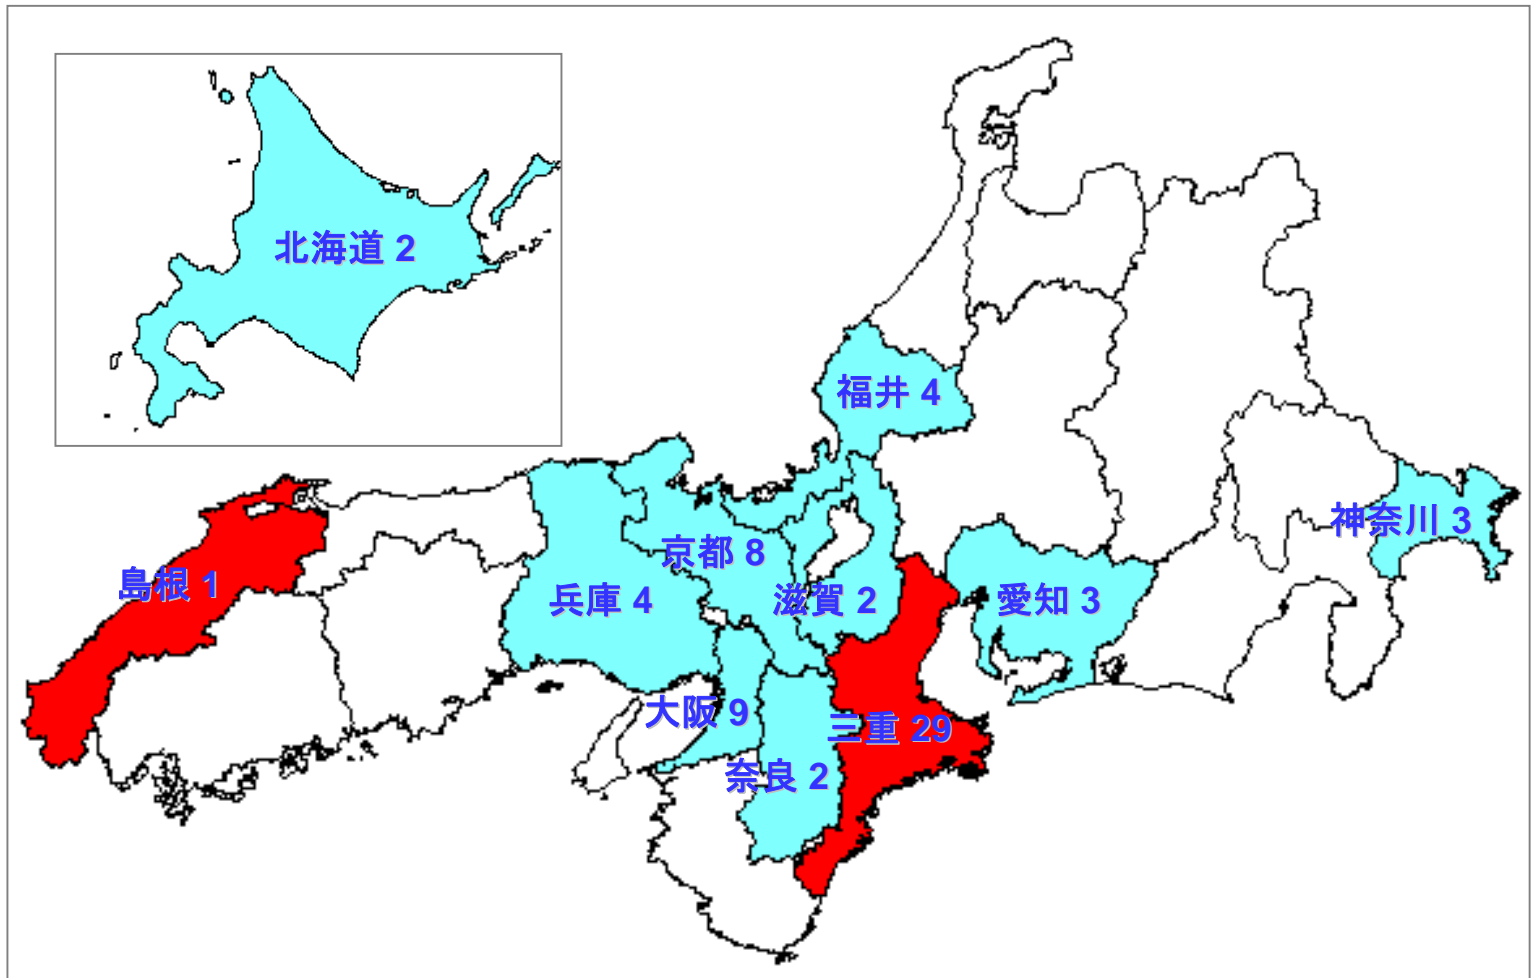 北海道 2
福井 4
神奈川 3
京都 8
島根 1
兵庫 4
滋賀 2
愛知 3
大阪 9
三重 29
奈良 2